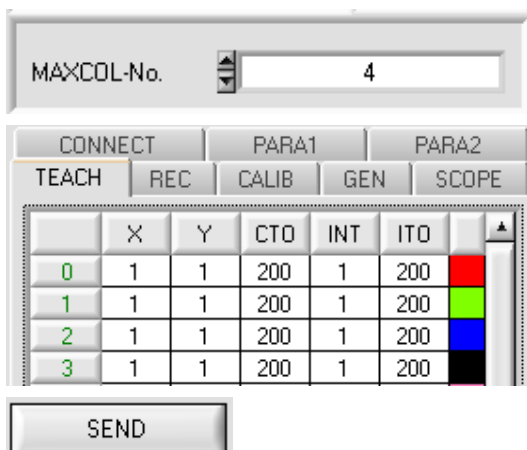 MAXCOL-No. 4
CONNECT PARA1 PARA2
TEACH REC CALIB GEN SCOPE
X Y CTO INT ITO
0 1 1 200 1 200
1 1 1 200 1 200
2 1 1 200 1 200
3 1 1 200 1 200
SEND